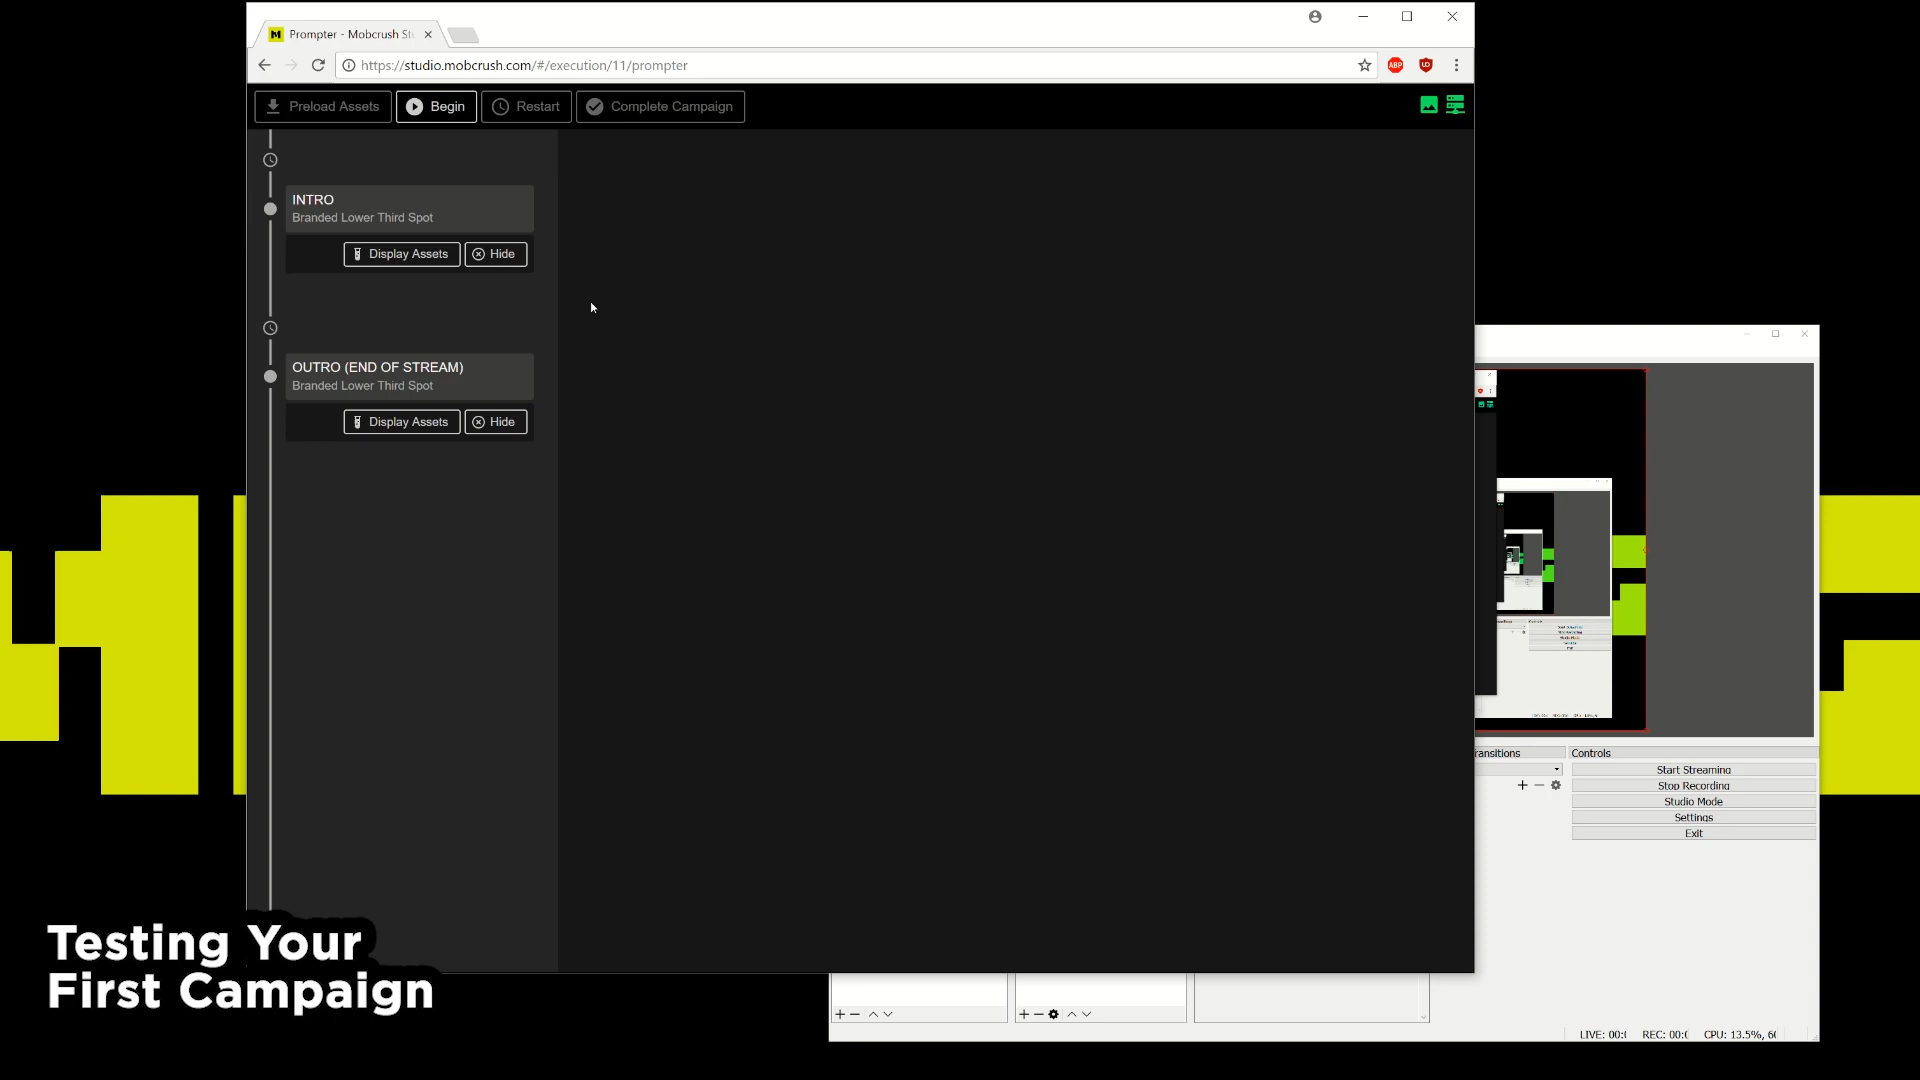 Prompter - Mobcrush St
https://studio.mobcrush.com/#/execution/11/prompter
ABP
Preload Assets
Begin
Restart
Complete Campaign
INTRO
Branded Lower Third Spot
Display Assets
Hide
OUTRO (END OF STREAM)
Branded Lower Third Spot
Display Assets
Hide
ransitions
Controls
Start Streaming
Stop Recording
Studio Mode
Settings
Exit
LIVE: 00:
REC: 00:
CPU: 13.5%, 6
Testing Your
First Campaign